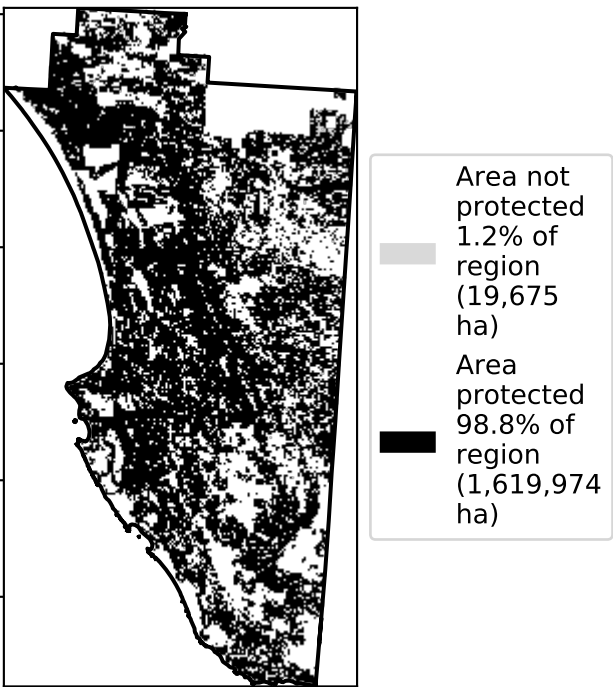 Area not
protected
1.2% of
region
(19,675
ha)
Area
protected
98.8% of
region
(1,619,974
ha)